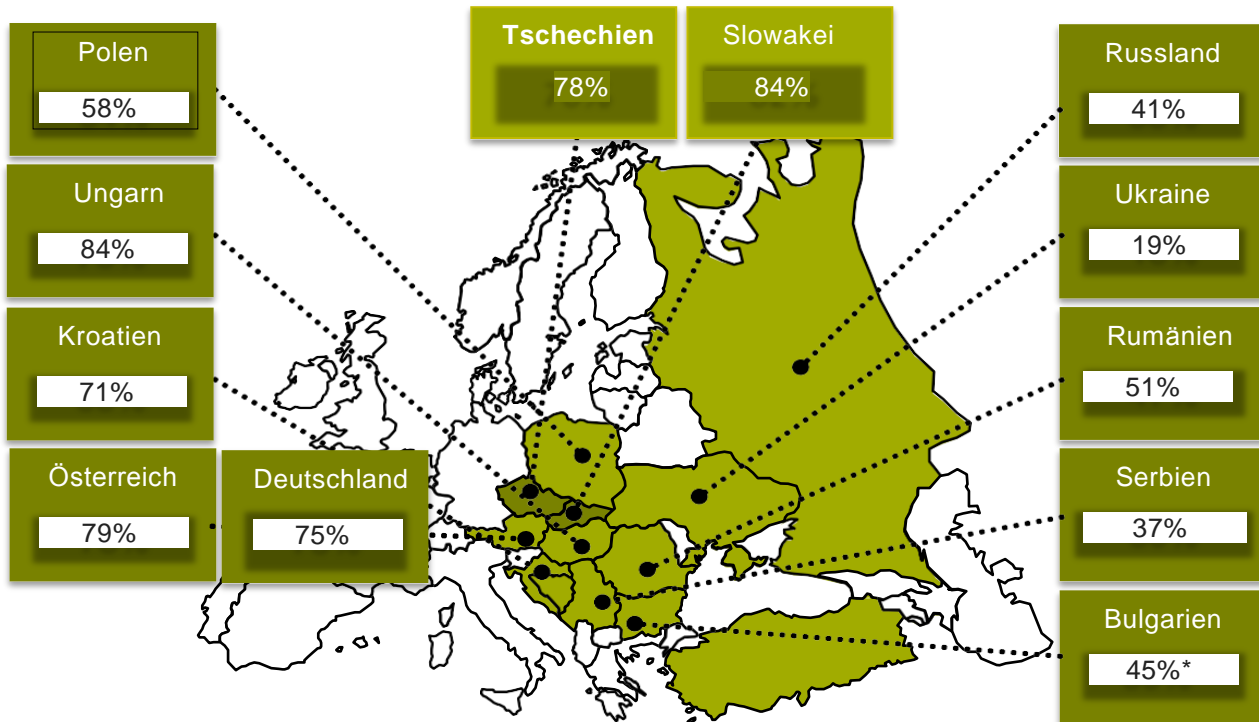 Polen
58%
Ungarn
84%
Kroatien
71%
Österreich
79%
Deutschland
75%
Tschechien
78%
Slowakei
84%
Russland
41%
Ukraine
19%
Rumänien
51%
Serbien
37%
Bulgarien
45%*